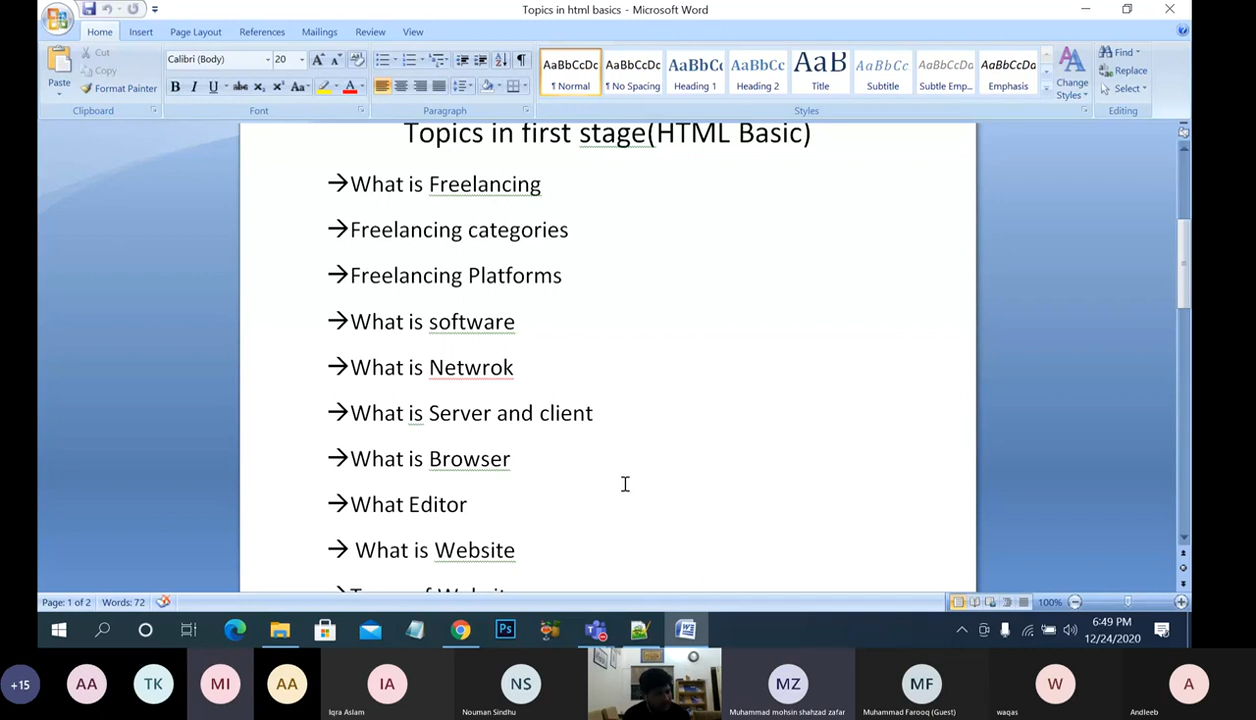 Topics in html basics - Microsoft Word
Home Insert Page Layout References Mailings Review View
Cut
Copy
Format Painter
Paste
Clipboard
Calibri (Body) 20
Font
Paragraph
AaBbCcDc AaBbCcDc AaBbCc AaBbCc AaB AaBbCc. AaBbCcDc AaBbCcDc
¶ Normal ¶ No Spacing Heading 1 Heading 2 Title Subtitle Subtle Emp... Emphasis
Change Styles
Styles
Find
Replace
Select
Editing
Topics in first stage(HTML Basic)
→What is Freelancing
→Freelancing categories
→Freelancing Platforms
→What is software
→What is Netwrok
→What is Server and client
→What is Browser
→What Editor
→ What is Website
Page: 1 of 2 Words: 72 100%
6:49 PM
12/24/2020
+15 AA TK MI AA IA NS MZ MF W A
Iqra Aslam Nouman Sindhu Muhammad mohsin shahzad zafar Muhammad Farooq (Guest) waqas Andleeb